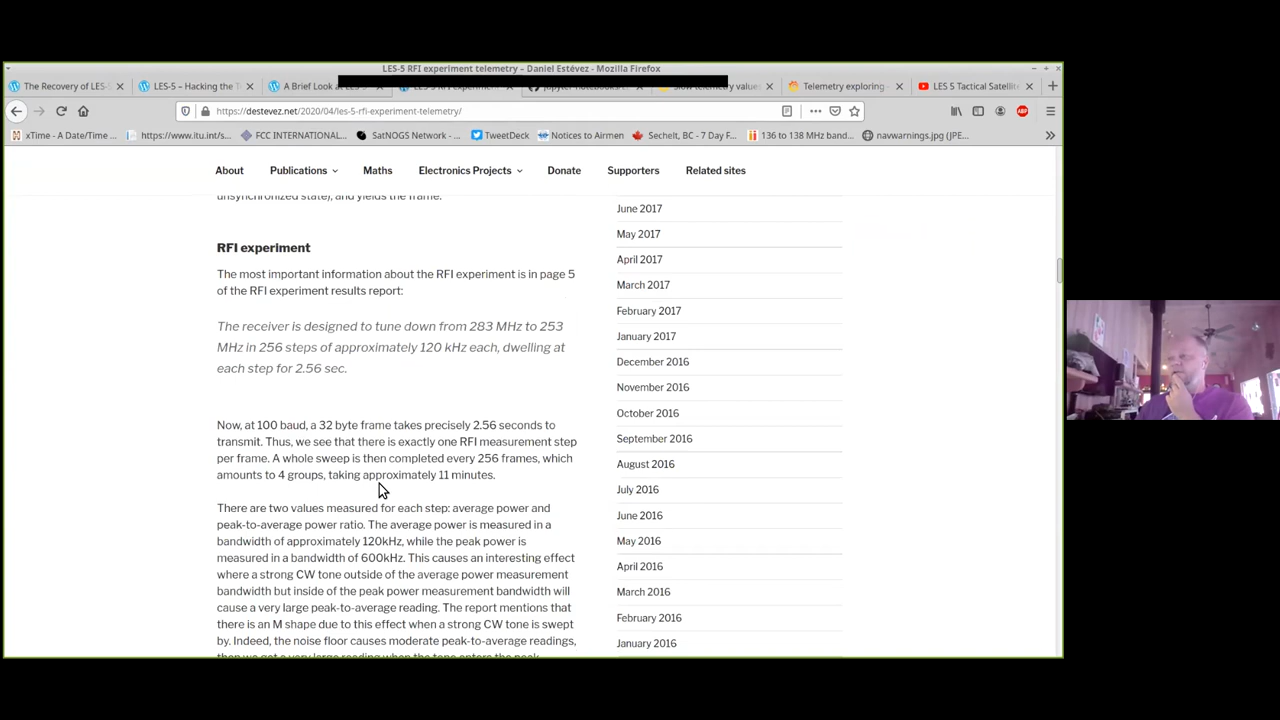 LES-5 RFI experiment telemetry – Daniel Estévez - Mozilla Firefox
The Recovery of LES-
LES-5 – Hacking the T
A Brief Look at
Slow telemetry value
Telemetry exploring -
LES 5 Tactical Satellit
https://destevez.net/2020/04/les-5-rfi-experiment-telemetry/
ABP
xTime - A Date/Time ...
https://www.itu.int/s...
FCC INTERNATIONAL...
SatNOGS Network - ...
TweetDeck
Notices to Airmen
Sechelt, BC - 7 Day F...
136 to 138 MHz band...
navwarnings.jpg (JPE...
About
Publications
Maths
Electronics Projects
Donate
Supporters
Related sites
unsynchronized state), and yields the frame.
RFI experiment
The most important information about the RFI experiment is in page 5
of the RFI experiment results report:
The receiver is designed to tune down from 283 MHz to 253
MHz in 256 steps of approximately 120 kHz each, dwelling at
each step for 2.56 sec.
Now, at 100 baud, a 32 byte frame takes precisely 2.56 seconds to
transmit. Thus, we see that there is exactly one RFI measurement step
per frame. A whole sweep is then completed every 256 frames, which
amounts to 4 groups, taking approximately 11 minutes.
There are two values measured for each step: average power and
peak-to-average power ratio. The average power is measured in a
bandwidth of approximately 120kHz, while the peak power is
measured in a bandwidth of 600kHz. This causes an interesting effect
where a strong CW tone outside of the average power measurement
bandwidth but inside of the peak power measurement bandwidth will
cause a very large peak-to-average reading. The report mentions that
there is an M shape due to this effect when a strong CW tone is swept
by. Indeed, the noise floor causes moderate peak-to-average readings,
then we get a very large reading when the tone enters the peak
June 2017
May 2017
April 2017
March 2017
February 2017
January 2017
December 2016
November 2016
October 2016
September 2016
August 2016
July 2016
June 2016
May 2016
April 2016
March 2016
February 2016
January 2016